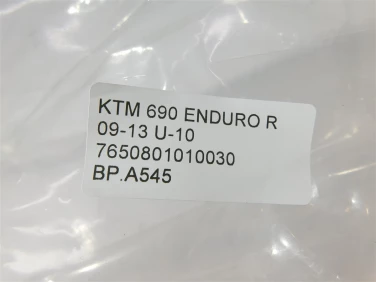 KTM 690 ENDURO R
09-13 U-10
7650801010030
BP.A545